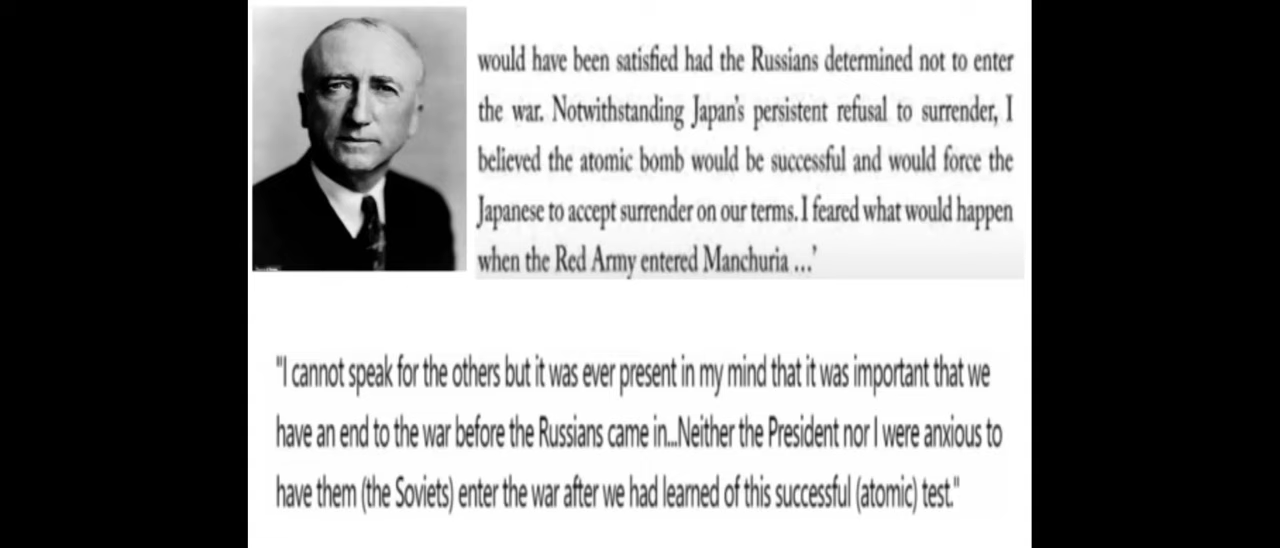 would have been satisfied had the Russians determined not to enter
the war. Notwithstanding Japan's persistent refusal to surrender, I
believed the atomic bomb would be successful and would force the
Japanese to accept surrender on our terms. I feared what would happen
when the Red Army entered Manchuria ...'
"I cannot speak for the others but it was ever present in my mind that it was important that we
have an end to the war before the Russians came in...Neither the President nor I were anxious to
have them (the Soviets) enter the war after we had learned of this successful (atomic) test."